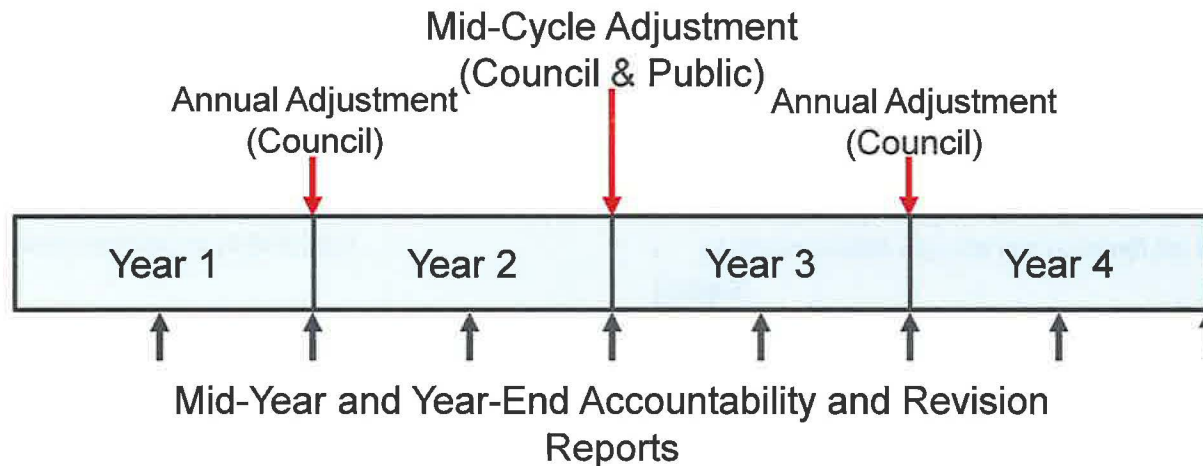 Mid-Cycle Adjustment
(Council & Public)
Annual Adjustment
(Council)
Annual Adjustment
(Council)
Year 1
Year 2
Year 3
Year 4
Mid-Year and Year-End Accountability and Revision
Reports